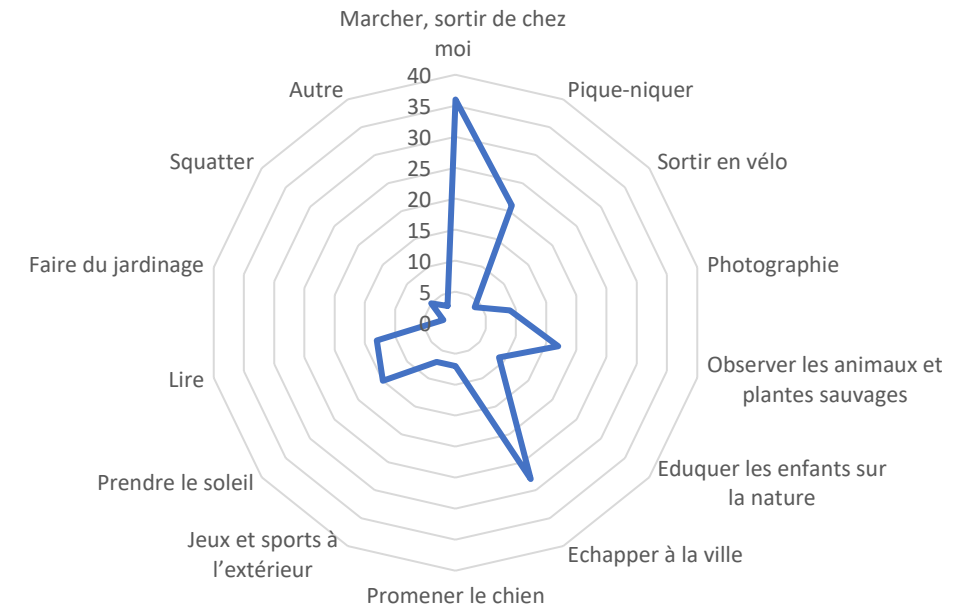 Marcher, sortir de chez
moi
Pique-niquer
Sortir en vélo
Photographie
Observer les animaux et
plantes sauvages
Eduquer les enfants sur
la nature
Echapper à la ville
Promener le chien
Jeux et sports à
l’extérieur
Prendre le soleil
Lire
Faire du jardinage
Squatter
Autre
40
35
30
25
20
15
10
5
0